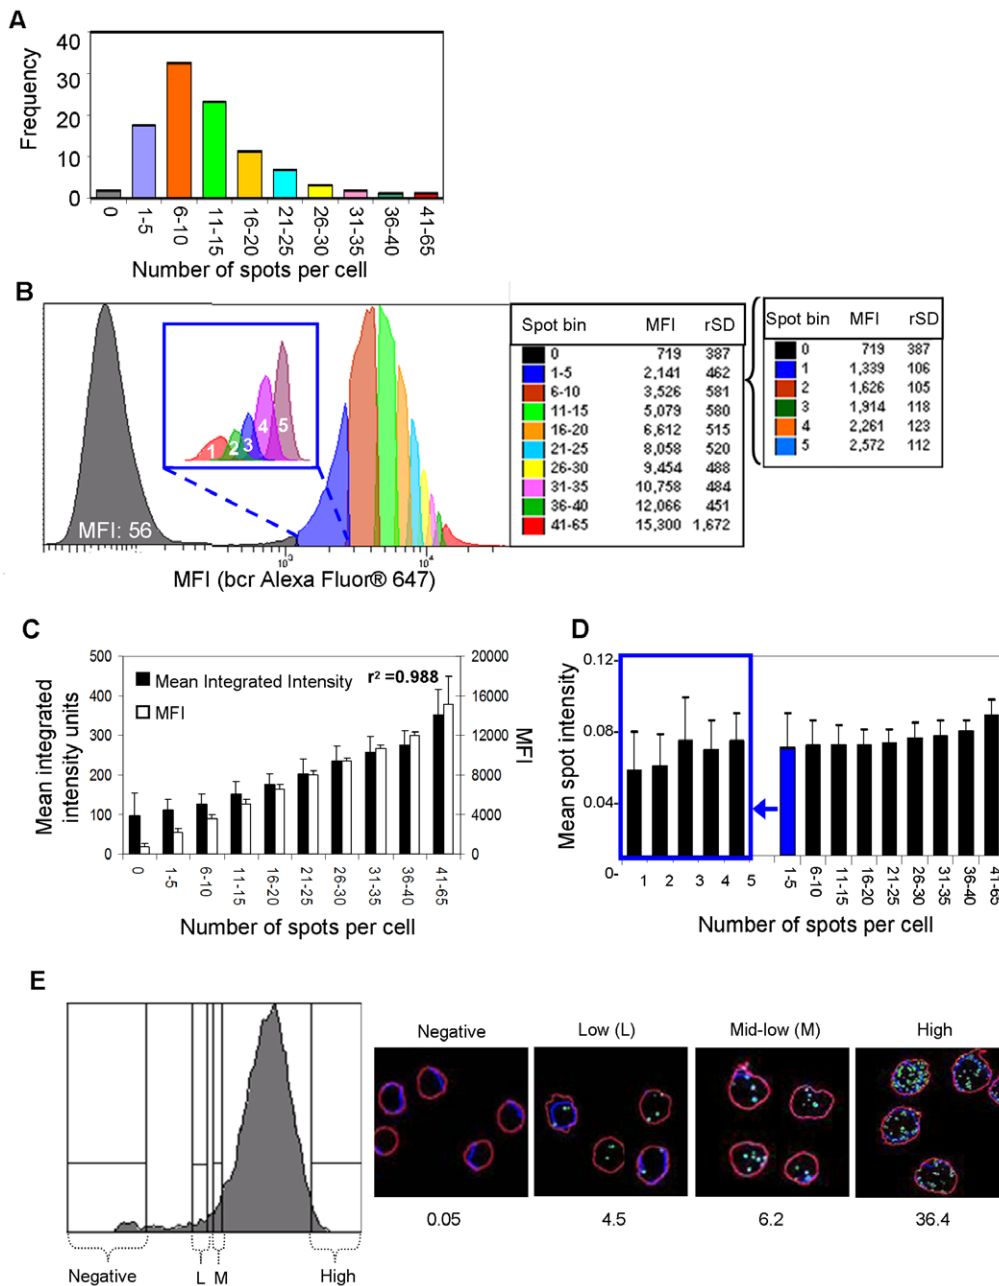 A
Frequency
40
30
20
10
0
0 1-5 6-10 11-15 16-20 21-25 26-30 31-35 36-40 41-65
Number of spots per cell
B
MFI: 56
1 2 3 4 5
10³ 10⁴
MFI (bcr Alexa Fluor® 647)
Spot bin MFI rSD
0 719 387
1-5 2,141 462
6-10 3,526 581
11-15 5,079 580
16-20 6,612 515
21-25 8,058 520
26-30 9,454 488
31-35 10,758 484
36-40 12,066 451
41-65 15,300 1,672
Spot bin MFI rSD
0 719 387
1 1,339 106
2 1,626 105
3 1,914 118
4 2,261 123
5 2,572 112
C
Mean integrated
intensity units
500
400
300
200
100
0
Mean Integrated Intensity
MFI
r² =0.988
20000
16000
12000
8000
4000
0
MFI
0 1-5 6-10 11-15 16-20 21-25 26-30 31-35 36-40 41-65
Number of spots per cell
D
Mean spot intensity
0.12
0.08
0.04
0
1 2 3 4 5
1-5 6-10 11-15 16-20 21-25 26-30 31-35 36-40 41-65
Number of spots per cell
E
Negative L M High
Negative Low (L) Mid-low (M) High
0.05 4.5 6.2 36.4